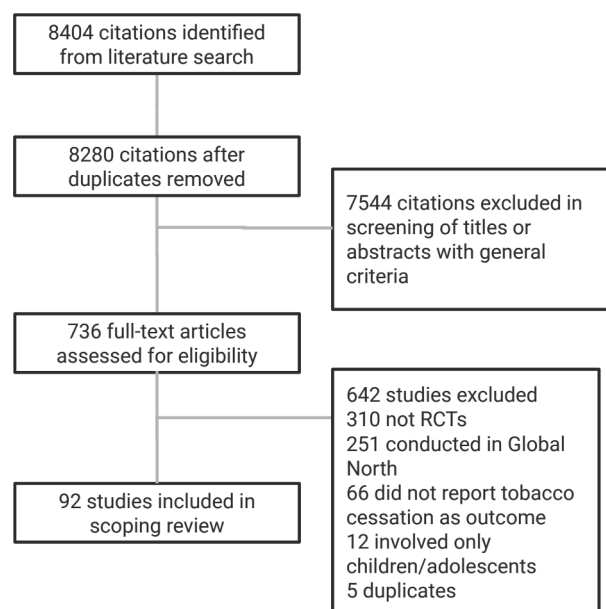 8404 citations identified
from literature search
8280 citations after
duplicates removed
7544 citations excluded in
screening of titles or
abstracts with general
criteria
736 full-text articles
assessed for eligibility
642 studies excluded
310 not RCTs
251 conducted in Global
North
66 did not report tobacco
cessation as outcome
12 involved only
children/adolescents
5 duplicates
92 studies included in
scoping review